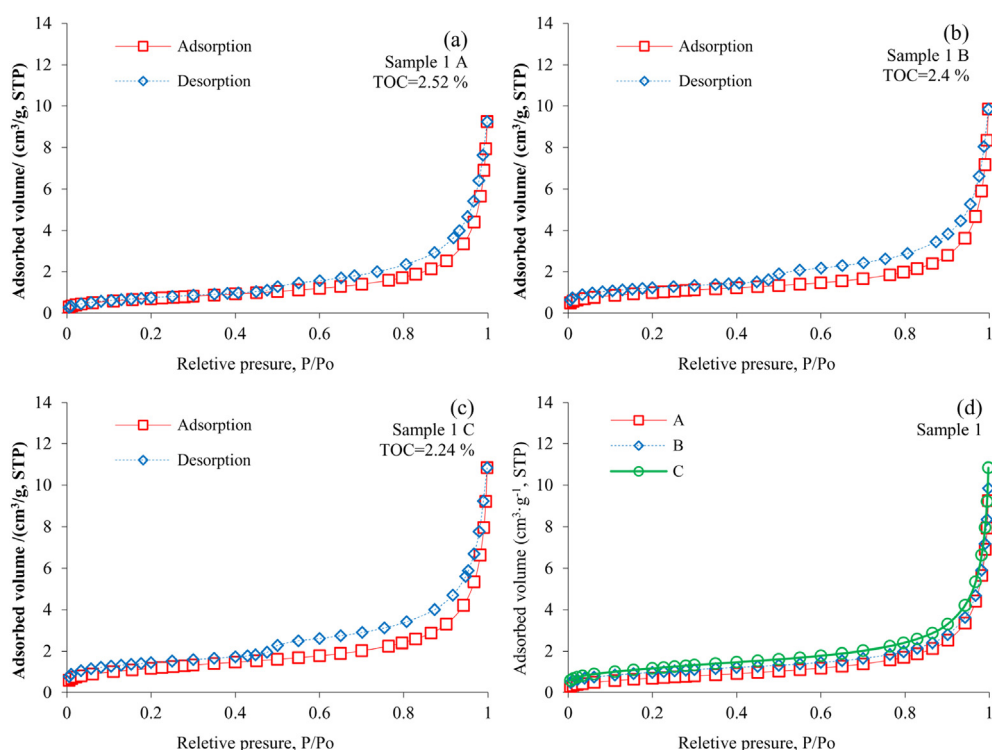 (a)
Sample 1 A
TOC=2.52 %
Adsorption
Desorption
Adsorbed volume/ (cm³/g, STP)
14
12
10
8
6
4
2
0
0 0.2 0.4 0.6 0.8 1
Reletive presure, P/Po
(b)
Sample 1 B
TOC=2.4 %
Adsorption
Desorption
Adsorbed volume/ (cm³/g, STP)
14
12
10
8
6
4
2
0
0 0.2 0.4 0.6 0.8 1
Reletive presure, P/Po
(c)
Sample 1 C
TOC=2.24 %
Adsorption
Desorption
Adsorbed volume /(cm³/g, STP)
14
12
10
8
6
4
2
0
0 0.2 0.4 0.6 0.8 1
Reletive presure, P/Po
(d)
Sample 1
A
B
C
Adsorbed volume (cm³·g⁻¹, STP)
14
12
10
8
6
4
2
0
0 0.2 0.4 0.6 0.8 1
Reletive presure, P/Po